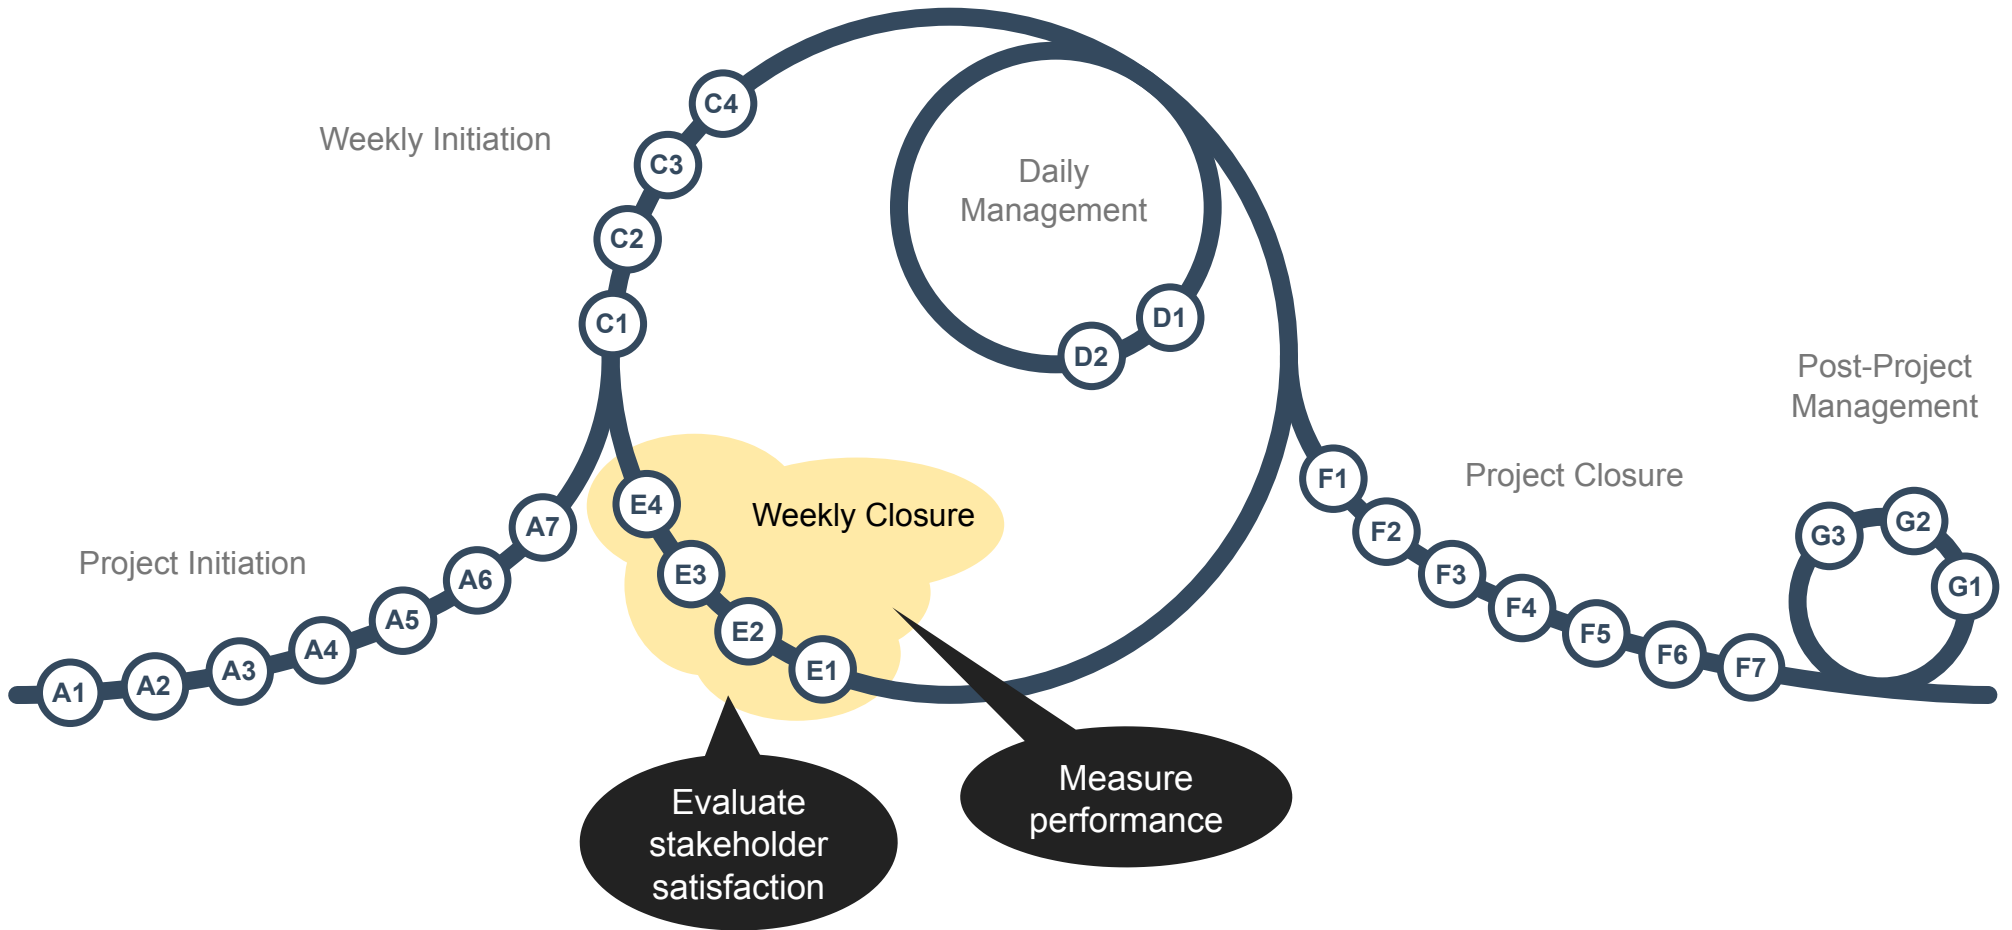 C4
Weekly Initiation
C3
Daily
Management
C2
C1
D1
D2
Post-Project
Management
F1
Project Closure
E4
Weekly Closure
A7
F2
G3
G2
Project Initiation
A6
E3
F3
G1
A5
F4
A4
E2
F5
A3
E1
F6
F7
A2
A1
Measure
performance
Evaluate
stakeholder
satisfaction